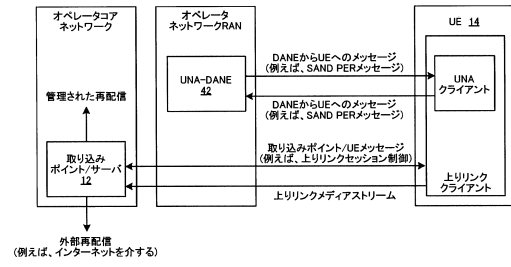 オペレータコア
ネットワーク
管理された再配信
取り込み
ポイント/サーバ
12
外部再配信
(例えば、インターネットを介する)
オペレータ
ネットワークRAN
UNA-DANE
42
DANEからUEへのメッセージ
(例えば、SAND PERメッセージ)
DANEからUEへのメッセージ
(例えば、SAND PERメッセージ)
取り込みポイント/UEメッセージ
(例えば、上りリンクセッション制御)
上りリンクメディアストリーム
UE 14
UNA
クライアント
上りリンク
クライアント